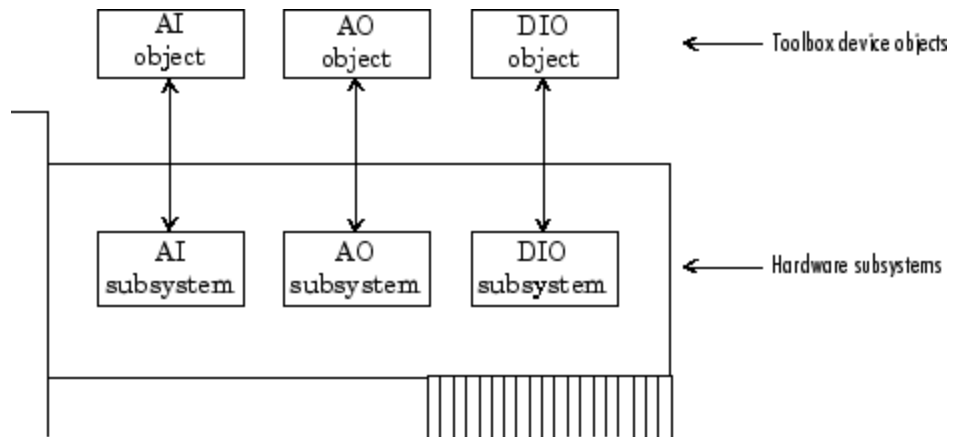 AI
object
AO
object
DIO
object
Toolbox device objects
AI
subsystem
AO
subsystem
DIO
subsystem
Hardware subsystems